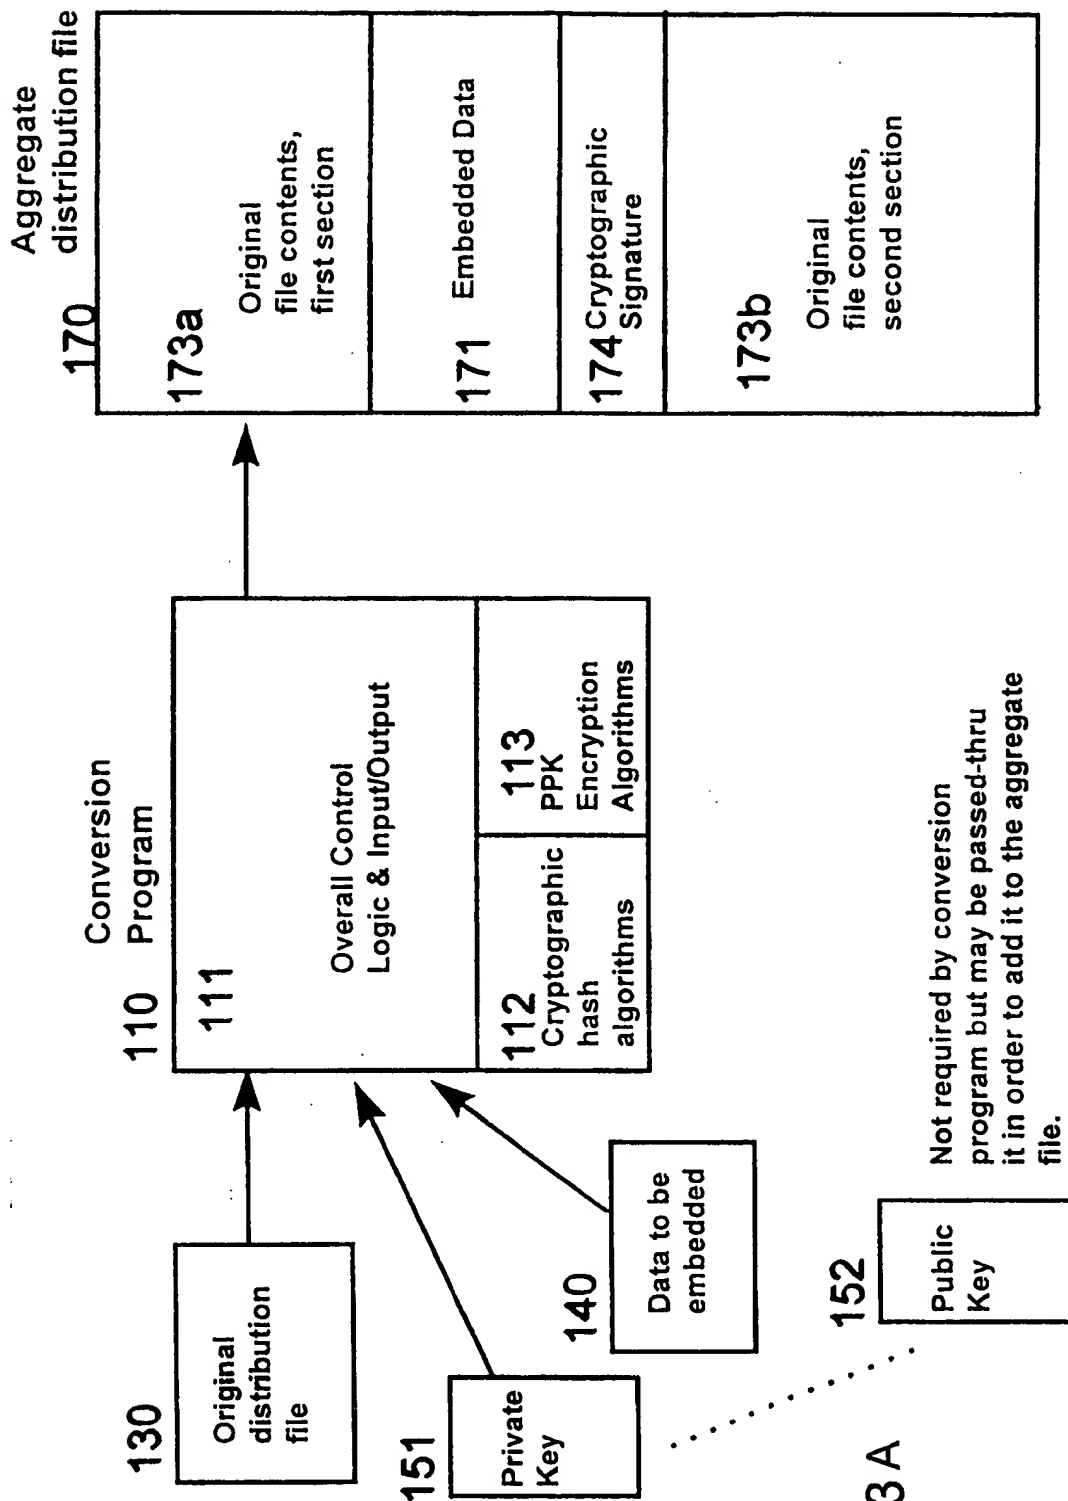 130
Original
distribution
file
151
Private
Key
140
Data to be
embedded
152
Public
Key
Not required by conversion
program but may be passed-thru
it in order to add it to the aggregate
file.
110
Conversion
Program
111
Overall Control
Logic & Input/Output
112
Cryptographic
hash
algorithms
113
PPK
Encryption
Algorithms
170
Aggregate
distribution file
173a
Original
file contents,
first section
171
Embedded Data
174
Cryptographic
Signature
173b
Original
file contents,
second section
3 A